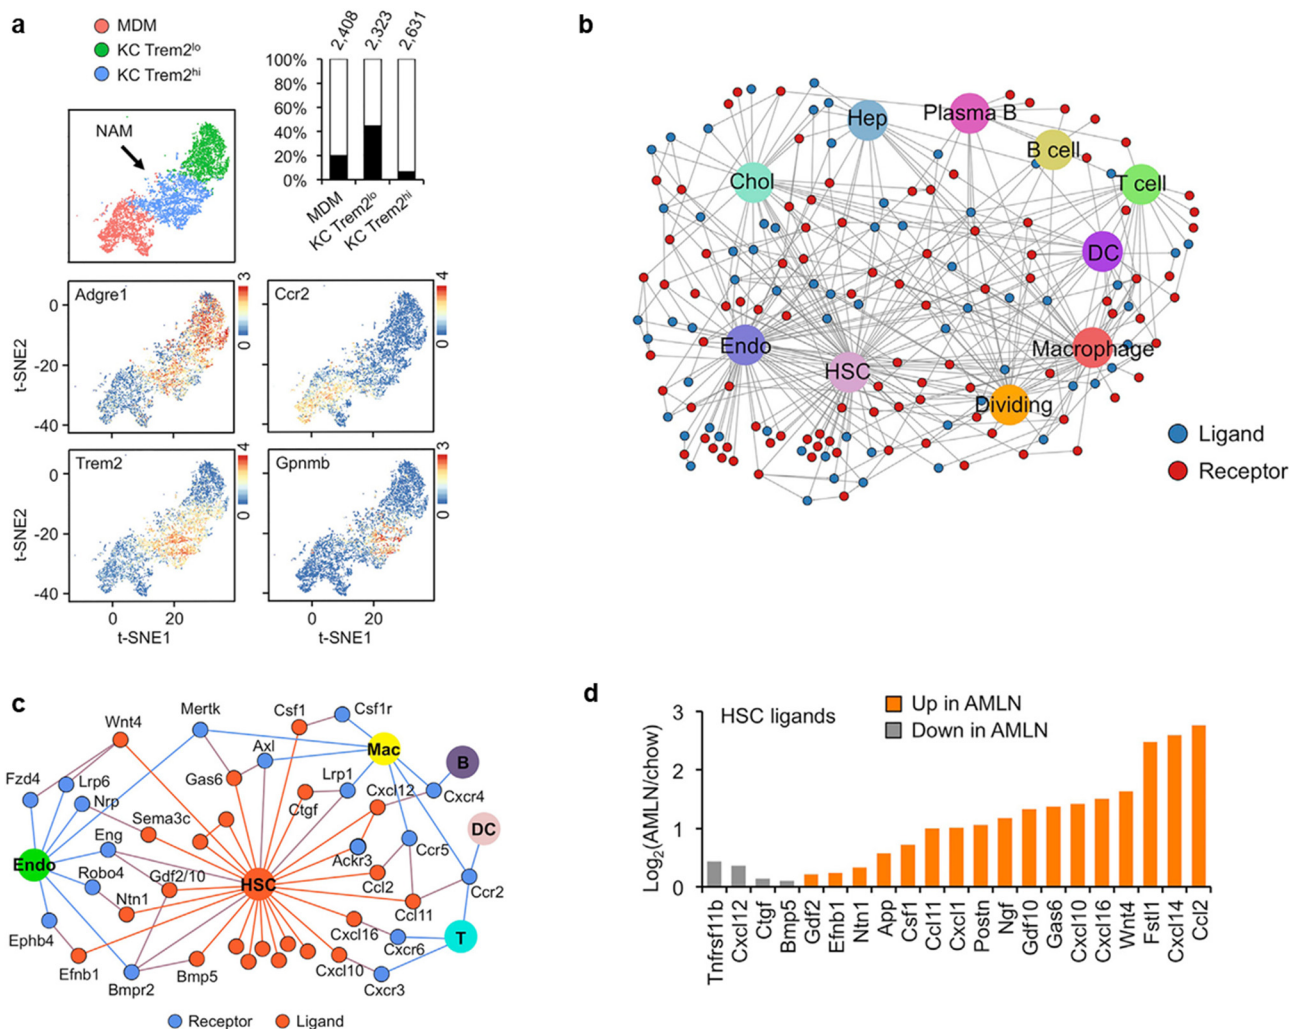 a
MDM
KC Trem2lo
KC Trem2hi
2,408
2,323
2,631
100%
80%
60%
40%
20%
0%
MDM
KC Trem2lo
KC Trem2hi
NAM
Adgre1
3
0
Ccr2
4
0
0
-20
-40
t-SNE2
Trem2
4
0
Gpnmb
3
0
0
-20
-40
t-SNE2
0
20
0
20
t-SNE1
t-SNE1
b
Hep
Plasma B
B cell
Chol
T cell
DC
Endo
HSC
Macrophage
Dividing
Ligand
Receptor
c
Wnt4
Mertk
Csf1
Csf1r
Axl
Mac
B
Fzd4
Lrp6
Gas6
Lrp1
Cxcl12
Cxcr4
Nrp
Ctgf
Sema3c
DC
Eng
Ackr3
Ccr5
Endo
Robo4
Gdf2/10
HSC
Ccl2
Ccr2
Ntn1
Ccl11
Cxcl16
Cxcr6
T
Ephb4
Efnb1
Bmpr2
Bmp5
Cxcl10
Cxcr3
Receptor
Ligand
d
HSC ligands
Up in AMLN
Down in AMLN
Log2(AMLN/chow)
3
2
1
0
Tnfrsf11b
Cxcl12
Ctgf
Bmp5
Gdf2
Efnb1
Ntn1
App
Csf1
Ccl11
Cxcl1
Postn
Ngf
Gdf10
Gas6
Cxcl10
Cxcl16
Wnt4
Fstl1
Cxcl14
Ccl2